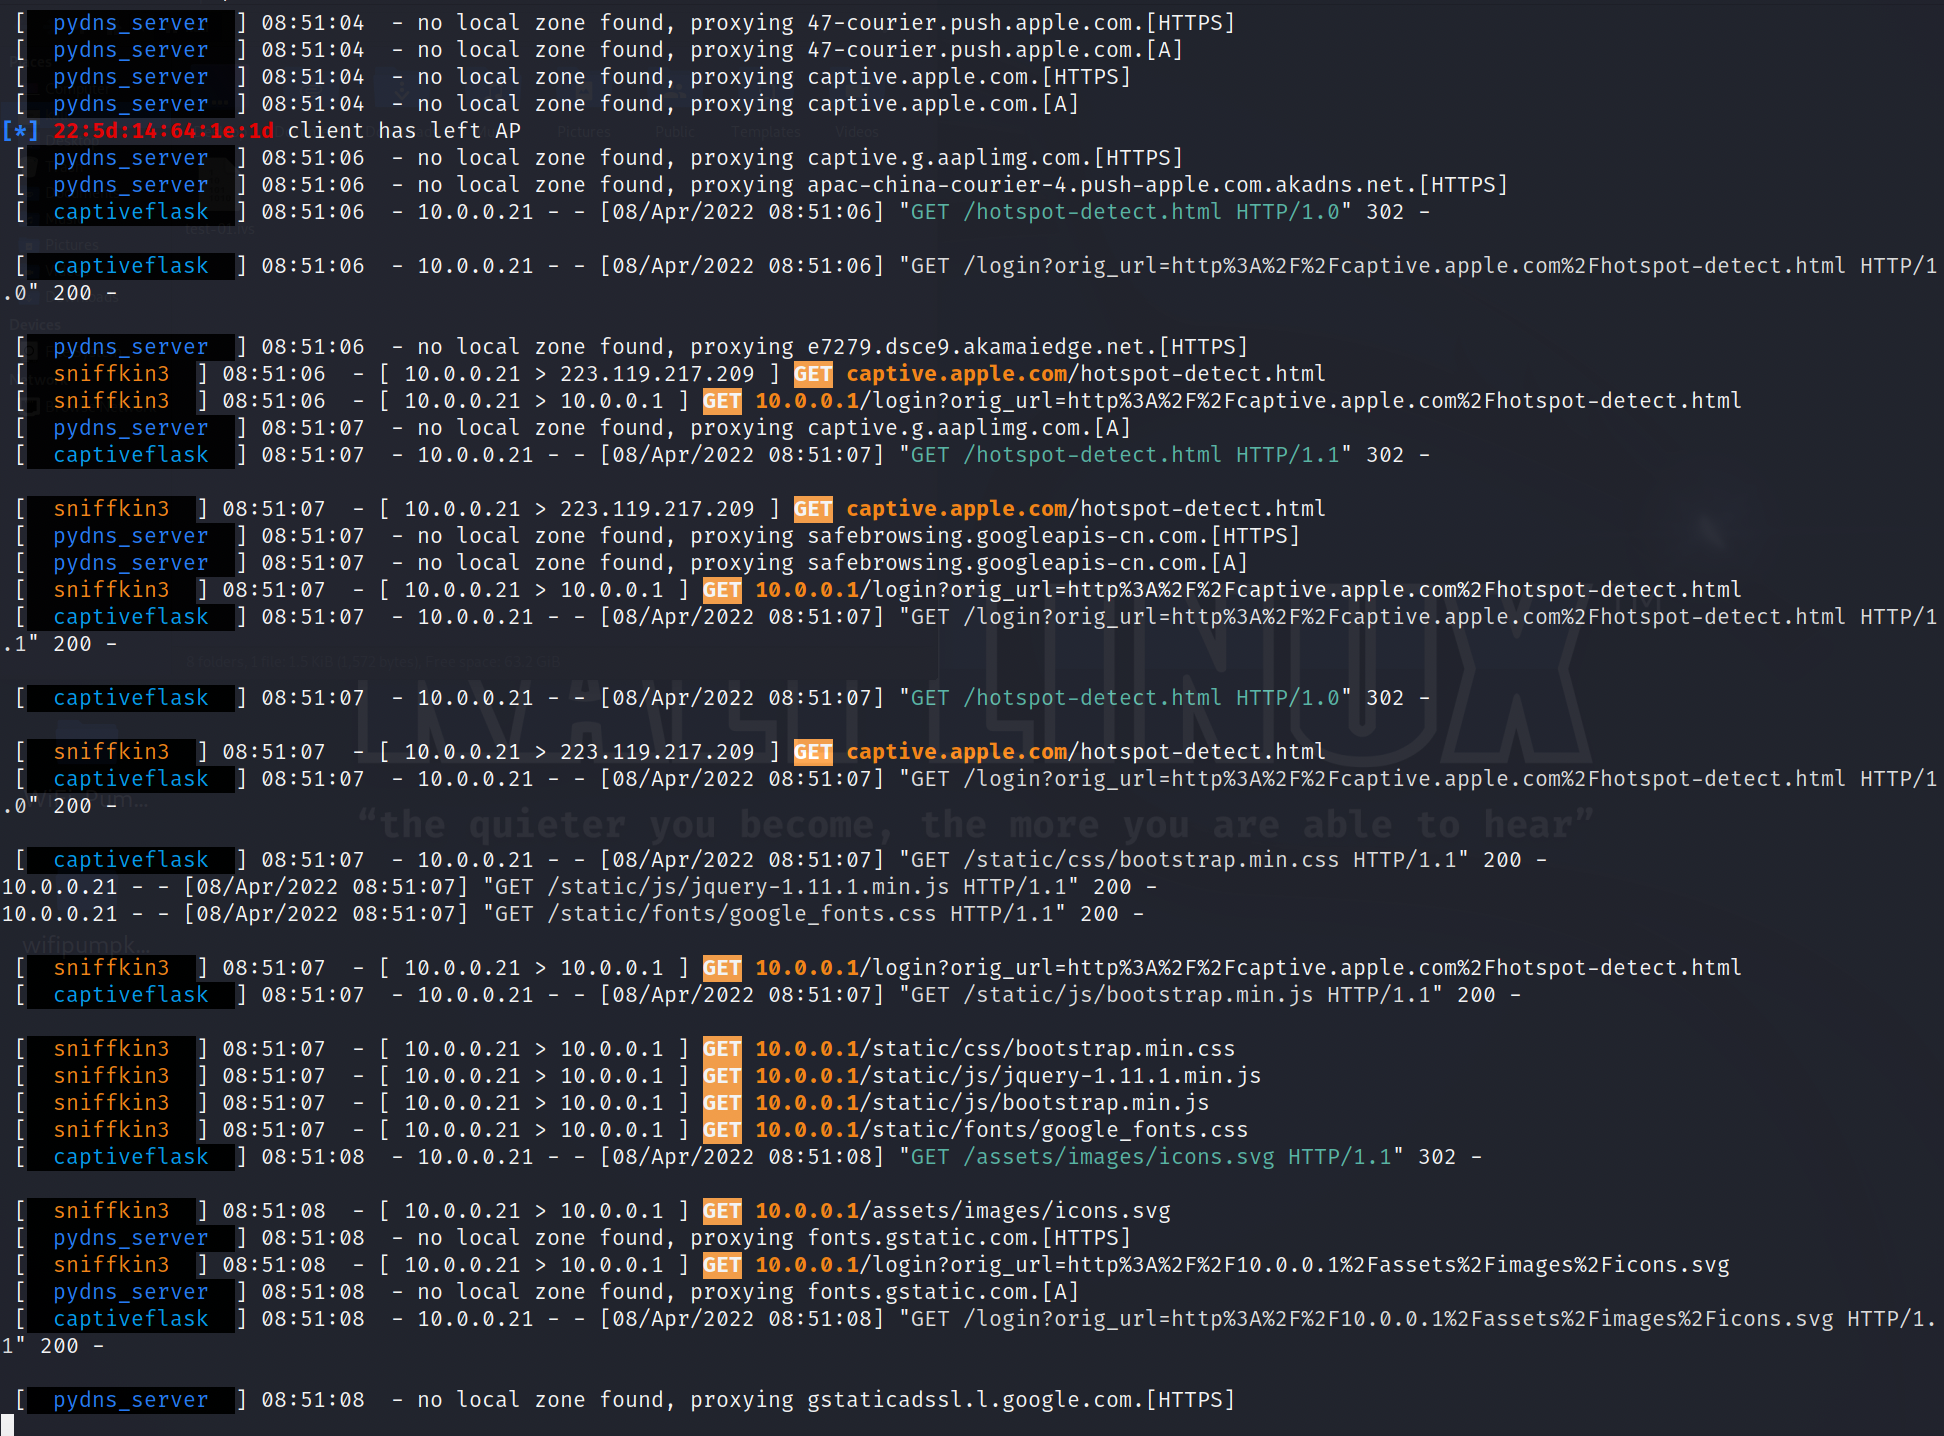 [  pydns_server  ] 08:51:04  - no local zone found, proxying 47-courier.push.apple.com.[HTTPS]
[  pydns_server  ] 08:51:04  - no local zone found, proxying 47-courier.push.apple.com.[A]
[  pydns_server  ] 08:51:04  - no local zone found, proxying captive.apple.com.[HTTPS]
[  pydns_server  ] 08:51:04  - no local zone found, proxying captive.apple.com.[A]
[*] 22:5d:14:64:1e:1d client has left AP
[  pydns_server  ] 08:51:06  - no local zone found, proxying captive.g.aaplimg.com.[HTTPS]
[  pydns_server  ] 08:51:06  - no local zone found, proxying apac-china-courier-4.push-apple.com.akadns.net.[HTTPS]
[  captiveflask  ] 08:51:06  - 10.0.0.21 - - [08/Apr/2022 08:51:06] "GET /hotspot-detect.html HTTP/1.0" 302 -
[  captiveflask  ] 08:51:06  - 10.0.0.21 - - [08/Apr/2022 08:51:06] "GET /login?orig_url=http%3A%2F%2Fcaptive.apple.com%2Fhotspot-detect.html HTTP/1
.0" 200 -
[  pydns_server  ] 08:51:06  - no local zone found, proxying e7279.dsce9.akamaiedge.net.[HTTPS]
[  sniffkin3  ] 08:51:06  - [ 10.0.0.21 > 223.119.217.209 ] GET captive.apple.com/hotspot-detect.html
[  sniffkin3  ] 08:51:06  - [ 10.0.0.21 > 10.0.0.1 ] GET 10.0.0.1/login?orig_url=http%3A%2F%2Fcaptive.apple.com%2Fhotspot-detect.html
[  pydns_server  ] 08:51:07  - no local zone found, proxying captive.g.aaplimg.com.[A]
[  captiveflask  ] 08:51:07  - 10.0.0.21 - - [08/Apr/2022 08:51:07] "GET /hotspot-detect.html HTTP/1.1" 302 -
[  sniffkin3  ] 08:51:07  - [ 10.0.0.21 > 223.119.217.209 ] GET captive.apple.com/hotspot-detect.html
[  pydns_server  ] 08:51:07  - no local zone found, proxying safebrowsing.googleapis-cn.com.[HTTPS]
[  pydns_server  ] 08:51:07  - no local zone found, proxying safebrowsing.googleapis-cn.com.[A]
[  sniffkin3  ] 08:51:07  - [ 10.0.0.21 > 10.0.0.1 ] GET 10.0.0.1/login?orig_url=http%3A%2F%2Fcaptive.apple.com%2Fhotspot-detect.html
[  captiveflask  ] 08:51:07  - 10.0.0.21 - - [08/Apr/2022 08:51:07] "GET /login?orig_url=http%3A%2F%2Fcaptive.apple.com%2Fhotspot-detect.html HTTP/1
.1" 200 -
[  captiveflask  ] 08:51:07  - 10.0.0.21 - - [08/Apr/2022 08:51:07] "GET /hotspot-detect.html HTTP/1.0" 302 -
[  sniffkin3  ] 08:51:07  - [ 10.0.0.21 > 223.119.217.209 ] GET captive.apple.com/hotspot-detect.html
[  captiveflask  ] 08:51:07  - 10.0.0.21 - - [08/Apr/2022 08:51:07] "GET /login?orig_url=http%3A%2F%2Fcaptive.apple.com%2Fhotspot-detect.html HTTP/1
.0" 200 -
“the quieter you become, the more you are able to hear”
[  captiveflask  ] 08:51:07  - 10.0.0.21 - - [08/Apr/2022 08:51:07] "GET /static/css/bootstrap.min.css HTTP/1.1" 200 -
10.0.0.21 - - [08/Apr/2022 08:51:07] "GET /static/js/jquery-1.11.1.min.js HTTP/1.1" 200 -
10.0.0.21 - - [08/Apr/2022 08:51:07] "GET /static/fonts/google_fonts.css HTTP/1.1" 200 -
[  sniffkin3  ] 08:51:07  - [ 10.0.0.21 > 10.0.0.1 ] GET 10.0.0.1/login?orig_url=http%3A%2F%2Fcaptive.apple.com%2Fhotspot-detect.html
[  captiveflask  ] 08:51:07  - 10.0.0.21 - - [08/Apr/2022 08:51:07] "GET /static/js/bootstrap.min.js HTTP/1.1" 200 -
[  sniffkin3  ] 08:51:07  - [ 10.0.0.21 > 10.0.0.1 ] GET 10.0.0.1/static/css/bootstrap.min.css
[  sniffkin3  ] 08:51:07  - [ 10.0.0.21 > 10.0.0.1 ] GET 10.0.0.1/static/js/jquery-1.11.1.min.js
[  sniffkin3  ] 08:51:07  - [ 10.0.0.21 > 10.0.0.1 ] GET 10.0.0.1/static/js/bootstrap.min.js
[  sniffkin3  ] 08:51:07  - [ 10.0.0.21 > 10.0.0.1 ] GET 10.0.0.1/static/fonts/google_fonts.css
[  captiveflask  ] 08:51:08  - 10.0.0.21 - - [08/Apr/2022 08:51:08] "GET /assets/images/icons.svg HTTP/1.1" 302 -
[  sniffkin3  ] 08:51:08  - [ 10.0.0.21 > 10.0.0.1 ] GET 10.0.0.1/assets/images/icons.svg
[  pydns_server  ] 08:51:08  - no local zone found, proxying fonts.gstatic.com.[HTTPS]
[  sniffkin3  ] 08:51:08  - [ 10.0.0.21 > 10.0.0.1 ] GET 10.0.0.1/login?orig_url=http%3A%2F%2F10.0.0.1%2Fassets%2Fimages%2Ficons.svg
[  pydns_server  ] 08:51:08  - no local zone found, proxying fonts.gstatic.com.[A]
[  captiveflask  ] 08:51:08  - 10.0.0.21 - - [08/Apr/2022 08:51:08] "GET /login?orig_url=http%3A%2F%2F10.0.0.1%2Fassets%2Fimages%2Ficons.svg HTTP/1.
1" 200 -
[  pydns_server  ] 08:51:08  - no local zone found, proxying gstaticadssl.l.google.com.[HTTPS]